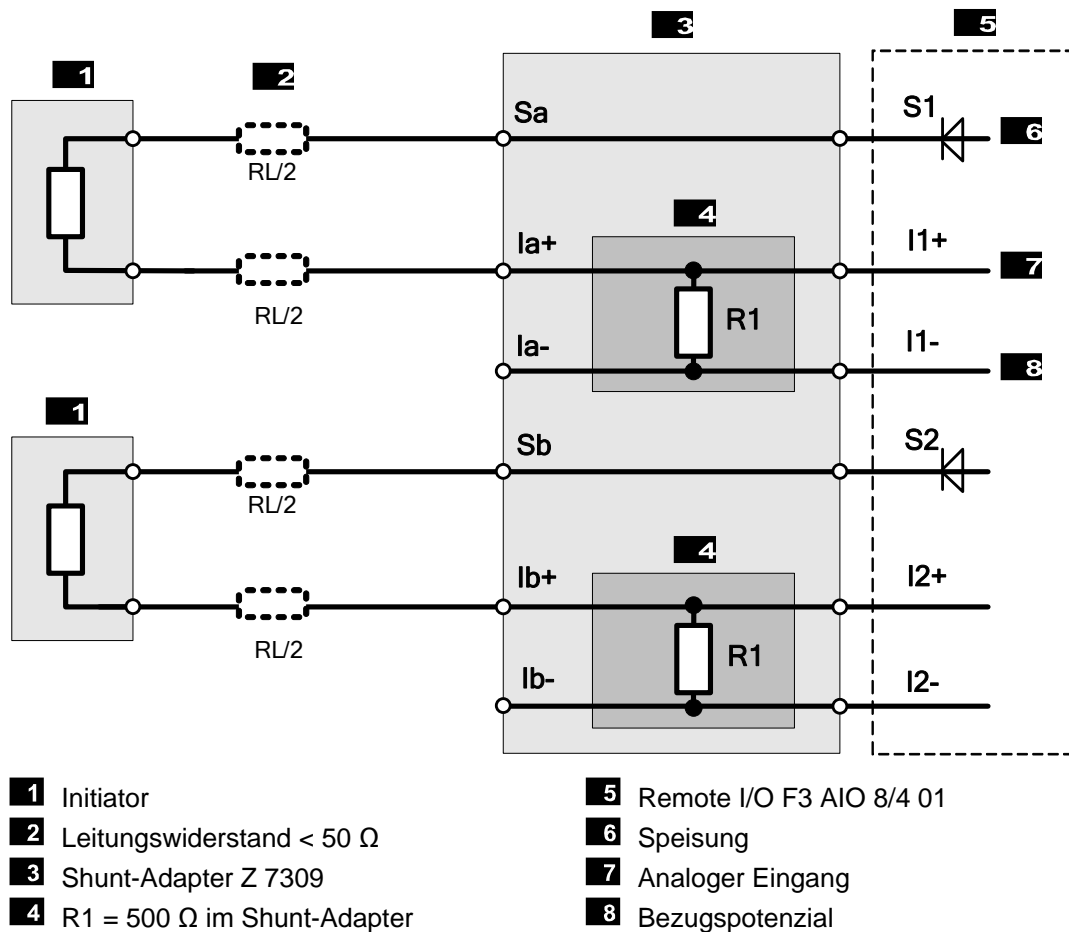 3
5
1
2
Sa
S1
6
RL/2
4
Ia+
I1+
7
RL/2
R1
Ia-
I1-
8
1
Sb
S2
RL/2
4
Ib+
I2+
RL/2
R1
Ib-
I2-
1 Initiator
2 Leitungswiderstand < 50 Ω
3 Shunt-Adapter Z 7309
4 R1 = 500 Ω im Shunt-Adapter
5 Remote I/O F3 AIO 8/4 01
6 Speisung
7 Analoger Eingang
8 Bezugspotenzial